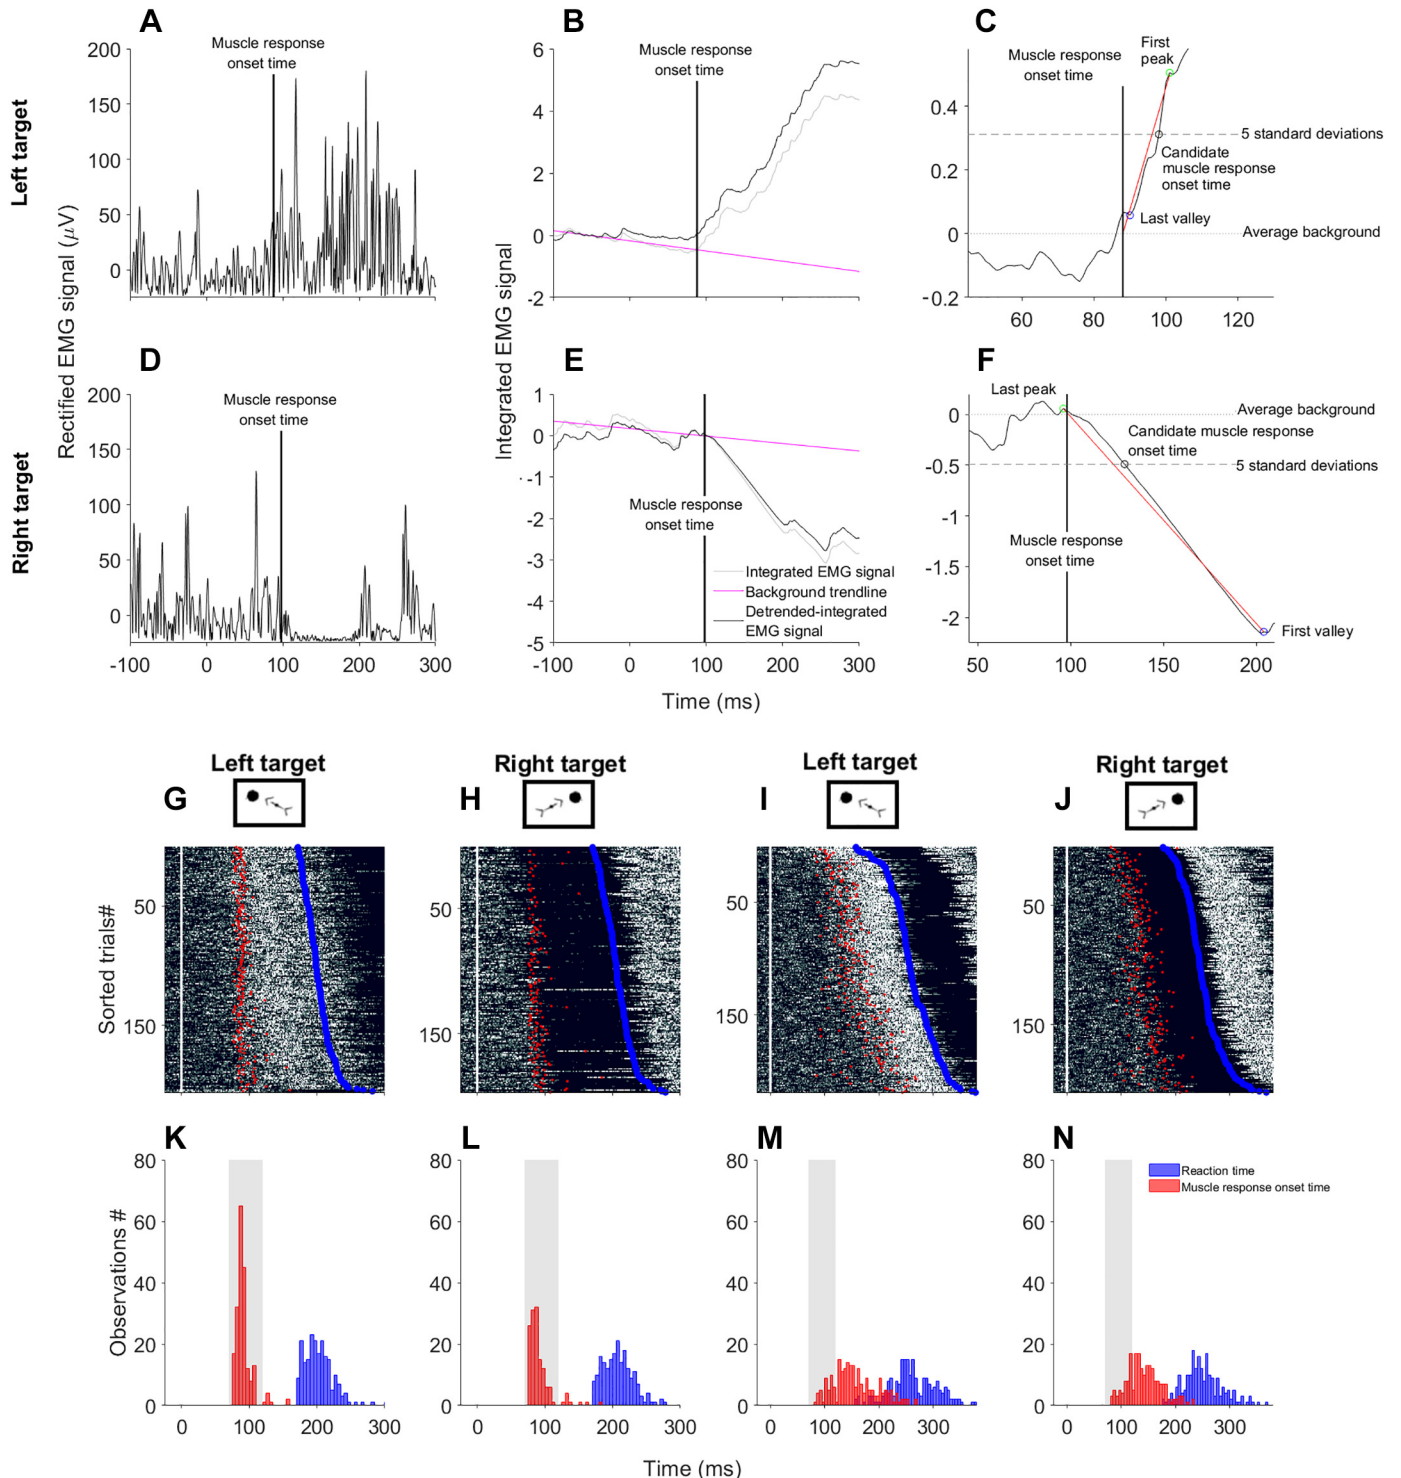 A
B
C
Left target
Rectified EMG signal (μV)
Muscle response
onset time
200
150
100
50
0
Integrated EMG signal
Muscle response
onset time
6
4
2
0
-2
Muscle response
onset time
First
peak
0.4
0.2
0
-0.2
5 standard deviations
Candidate
muscle response
onset time
Last valley
Average background
60
80
100
120
D
E
F
Right target
Muscle response
onset time
200
150
100
50
0
-100
0
100
200
300
1
0
-1
-2
-3
-4
-5
Muscle response
onset time
Integrated EMG signal
Background trendline
Detrended-integrated
EMG signal
-100
0
100
200
300
Last peak
0
-0.5
-1
-1.5
-2
Average background
Candidate muscle response
onset time
5 standard deviations
Muscle response
onset time
First valley
50
100
150
200
Time (ms)
Left target
Right target
Left target
Right target
G
H
I
J
Sorted trials#
50
150
50
150
50
150
50
150
K
L
M
N
Observations #
80
60
40
20
0
0
100
200
300
80
60
40
20
0
0
100
200
300
80
60
40
20
0
0
100
200
300
80
60
40
20
0
0
100
200
300
Reaction time
Muscle response onset time
Time (ms)